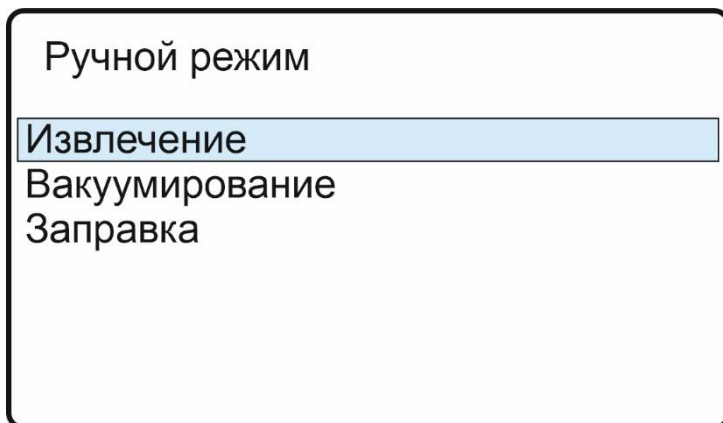 Ручной режим
Извлечение
Вакуумирование
Заправка